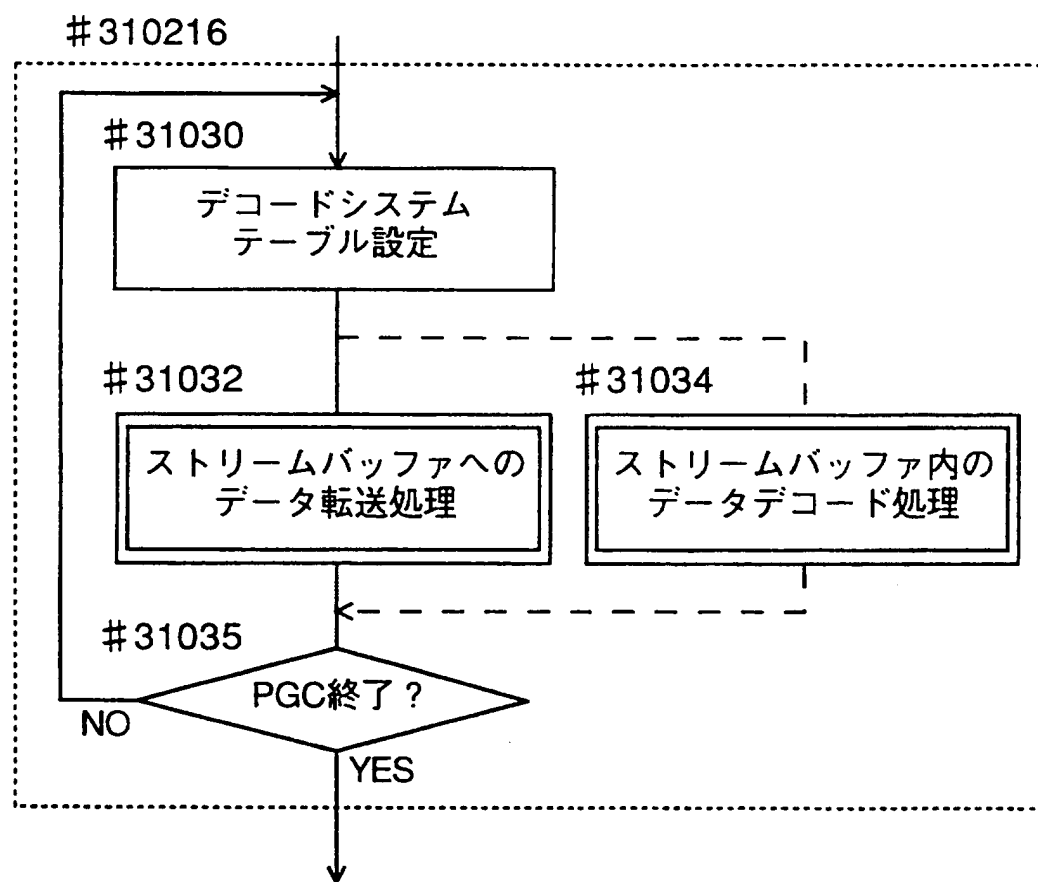 #310216
#31030
デコードシステム
テーブル設定
#31032
ストリームバッファへの
データ転送処理
#31034
ストリームバッファ内の
データデコード処理
#31035
PGC終了？
NO
YES